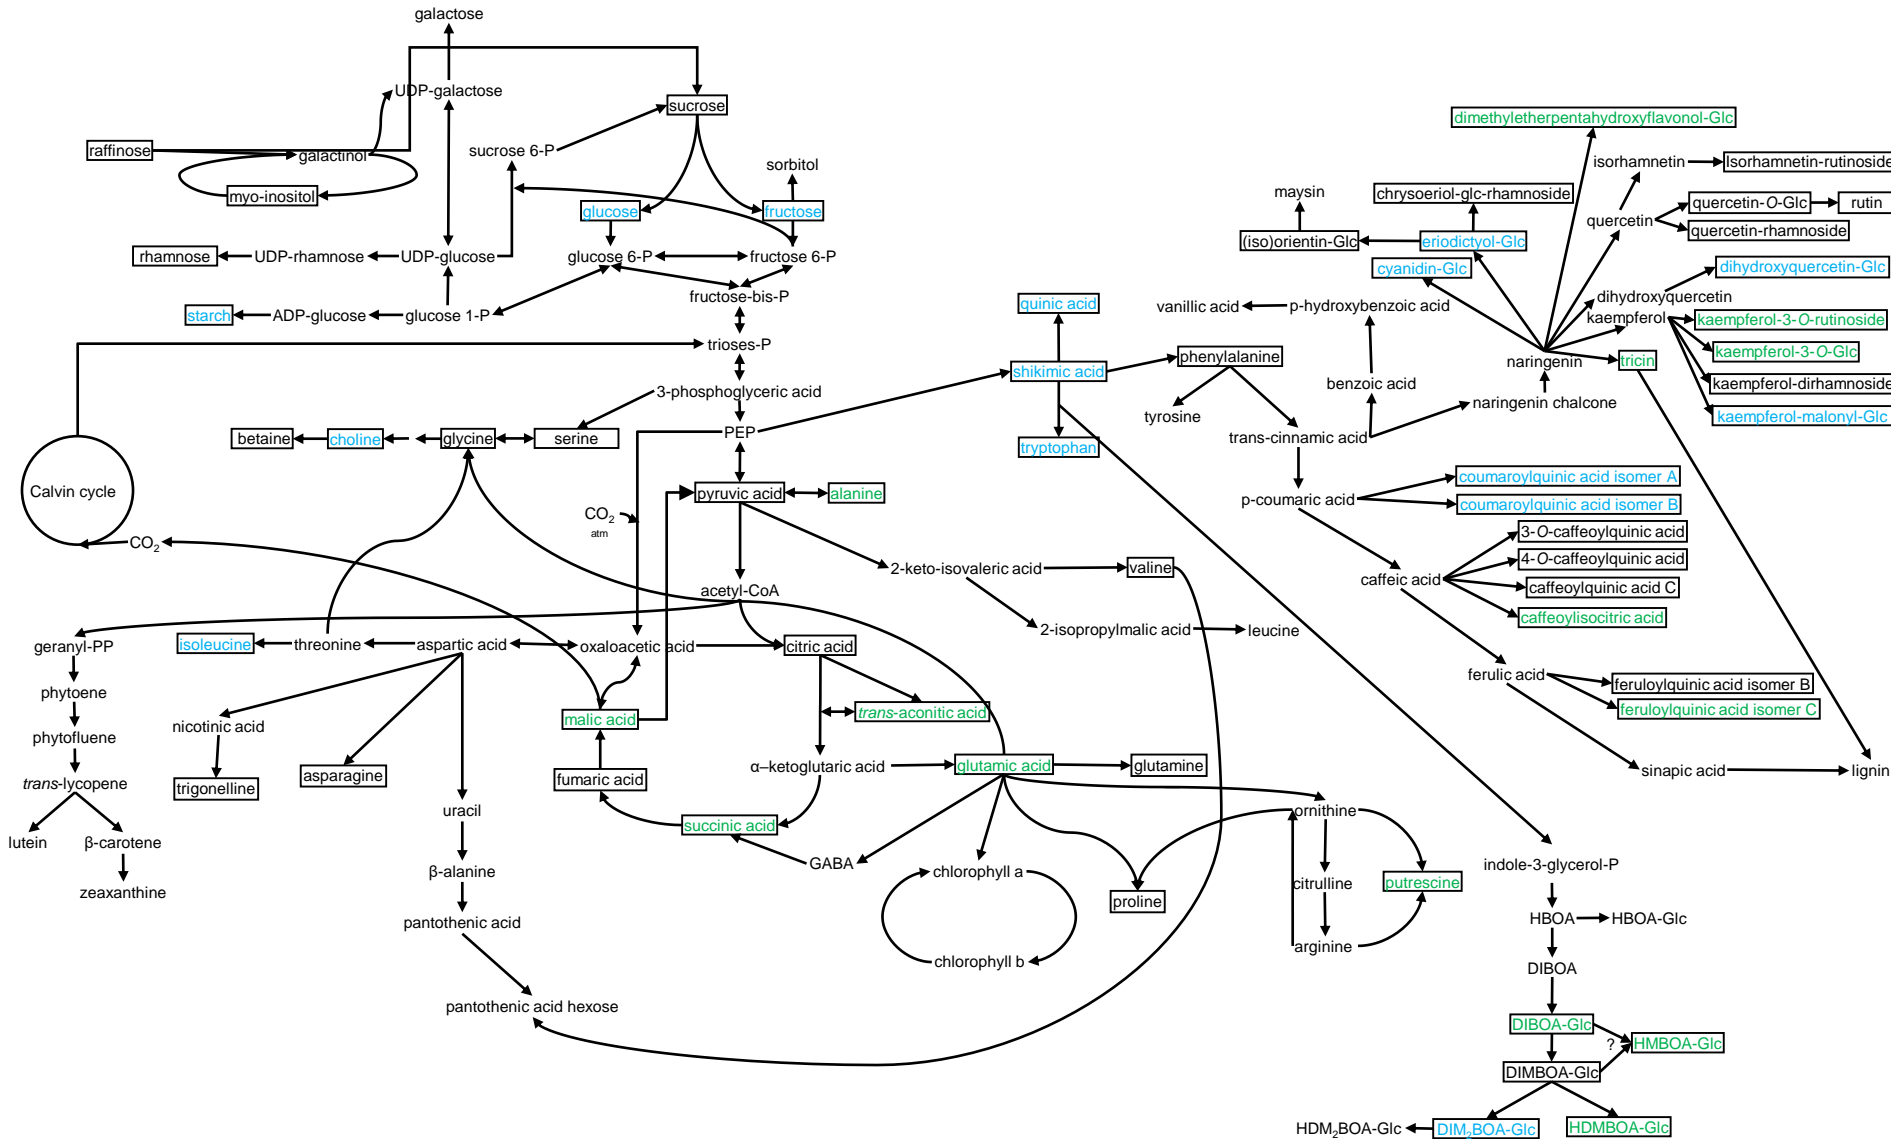 galactose
UDP-galactose
sucrose
dimethyletherpentahydroxyflavonol-Glc
raffinose
galactinol
sucrose 6-P
sorbitol
isorhamnetin
Isorhamnetin-rutinoside
myo-inositol
maysin
chrysoeriol-glc-rhamnoside
quercetin-O-Glc
rutin
glucose
fructose
quercetin
quercetin-rhamnoside
(iso)orientin-Glc
eriodictyol-Glc
rhamnose
UDP-rhamnose
UDP-glucose
glucose 6-P
fructose 6-P
cyanidin-Glc
dihydroxyquercetin-Glc
fructose-bis-P
quinic acid
vanillic acid
p-hydroxybenzoic acid
dihydroxyquercetin
starch
ADP-glucose
glucose 1-P
kaempferol
kaempferol-3-O-rutinoside
trioses-P
phenylalanine
naringenin
tricin
kaempferol-3-O-Glc
shikimic acid
3-phosphoglyceric acid
benzoic acid
kaempferol-dirhamnoside
tyrosine
naringenin chalcone
kaempferol-malonyl-Glc
betaine
choline
glycine
serine
PEP
trans-cinnamic acid
tryptophan
Calvin cycle
pyruvic acid
alanine
p-coumaric acid
coumaroylquinic acid isomer A
coumaroylquinic acid isomer B
CO2
atm
3-O-caffeoylquinic acid
CO2
4-O-caffeoylquinic acid
2-keto-isovaleric acid
valine
caffeic acid
caffeoylquinic acid C
acetyl-CoA
caffeoylisocitric acid
geranyl-PP
isoleucine
threonine
aspartic acid
oxaloacetic acid
citric acid
2-isopropylmalic acid
leucine
phytoene
ferulic acid
feruloylquinic acid isomer B
nicotinic acid
malic acid
trans-aconitic acid
feruloylquinic acid isomer C
phytofluene
trans-lycopene
trigonelline
asparagine
fumaric acid
α–ketoglutaric acid
glutamic acid
glutamine
sinapic acid
lignin
uracil
ornithine
lutein
β-carotene
succinic acid
GABA
indole-3-glycerol-P
zeaxanthine
β-alanine
chlorophyll a
citrulline
putrescine
proline
pantothenic acid
HBOA
HBOA-Glc
chlorophyll b
arginine
DIBOA
pantothenic acid hexose
DIBOA-Glc
?
HMBOA-Glc
DIMBOA-Glc
HDM2BOA-Glc
DIM2BOA-Glc
HDMBOA-Glc